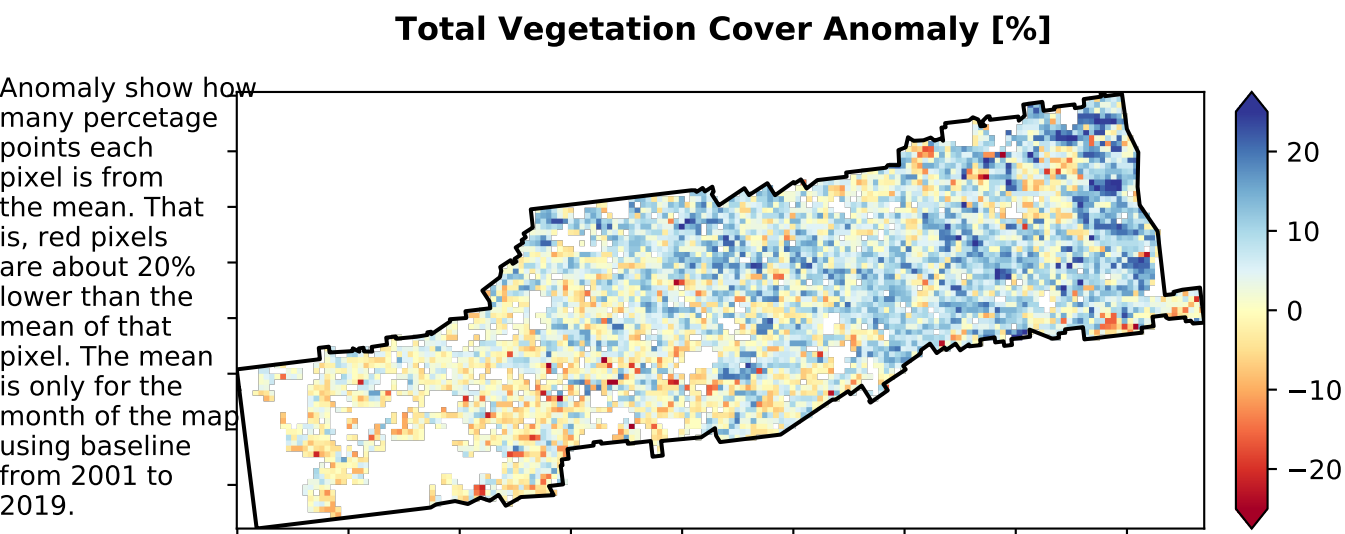 Total Vegetation Cover Anomaly [%]
Anomaly show how
many percetage
points each
pixel is from
the mean. That
is, red pixels
are about 20%
lower than the
mean of that
pixel. The mean
is only for the
month of the map
using baseline
from 2001 to
2019.
20
10
0
−10
−20